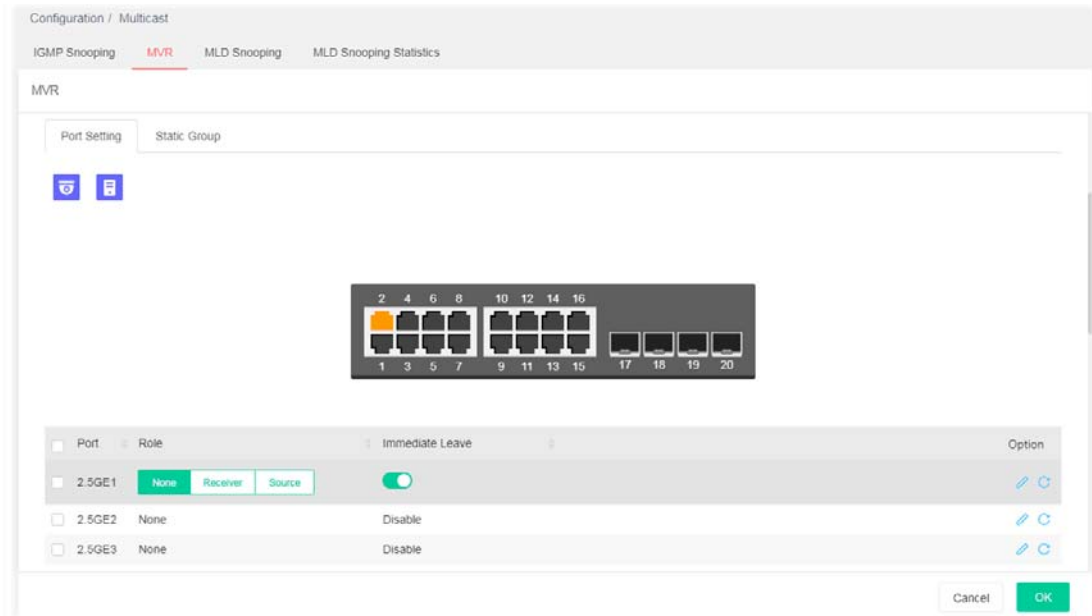 Configuration / Multicast
IGMP Snooping MVR MLD Snooping MLD Snooping Statistics
MVR
Port Setting Static Group
2 4 6 8 10 12 14 16
1 3 5 7 9 11 13 15 17 18 19 20
Port Role Immediate Leave Option
2.5GE1 None Receiver Source
2.5GE2 None Disable
2.5GE3 None Disable
Cancel OK